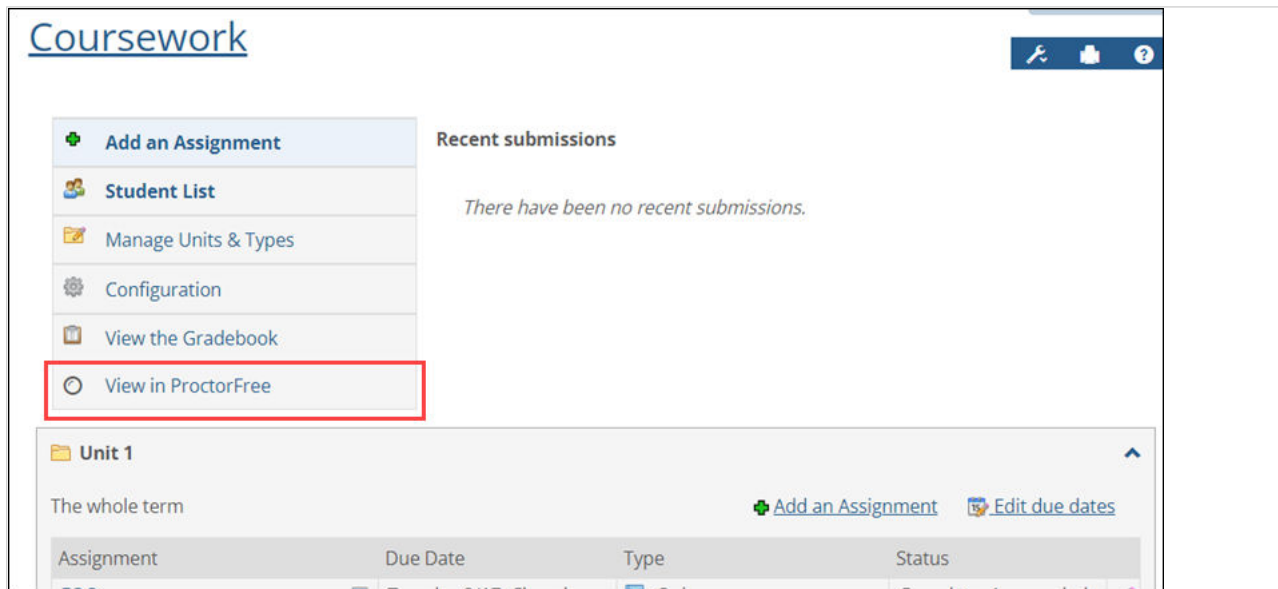 Coursework
Add an Assignment
Student List
Manage Units & Types
Configuration
View the Gradebook
View in ProctorFree
Recent submissions
There have been no recent submissions.
Unit 1
The whole term
Add an Assignment Edit due dates
Assignment Due Date Type Status